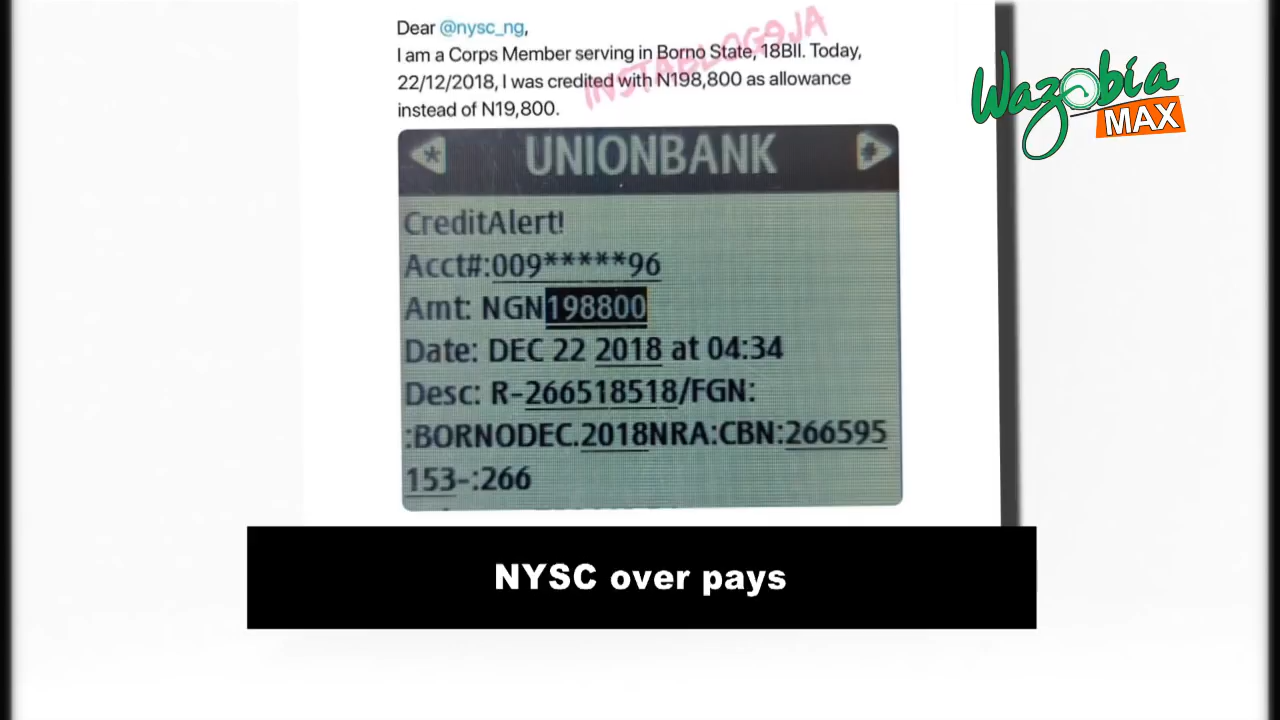 Dear @nysc_ng,
I am a Corps Member serving in Borno State, 18BII. Today,
22/12/2018, I was credited with N198,800 as allowance
instead of N19,800.
INSTABLOG9JA
Wazobia
MAX
* UNIONBANK #
CreditAlert!
Acct#:009*****96
Amt: NGN198800
Date: DEC 22 2018 at 04:34
Desc: R-266518518/FGN:
:BORNODEC.2018NRA:CBN:266595
153-:266
NYSC over pays